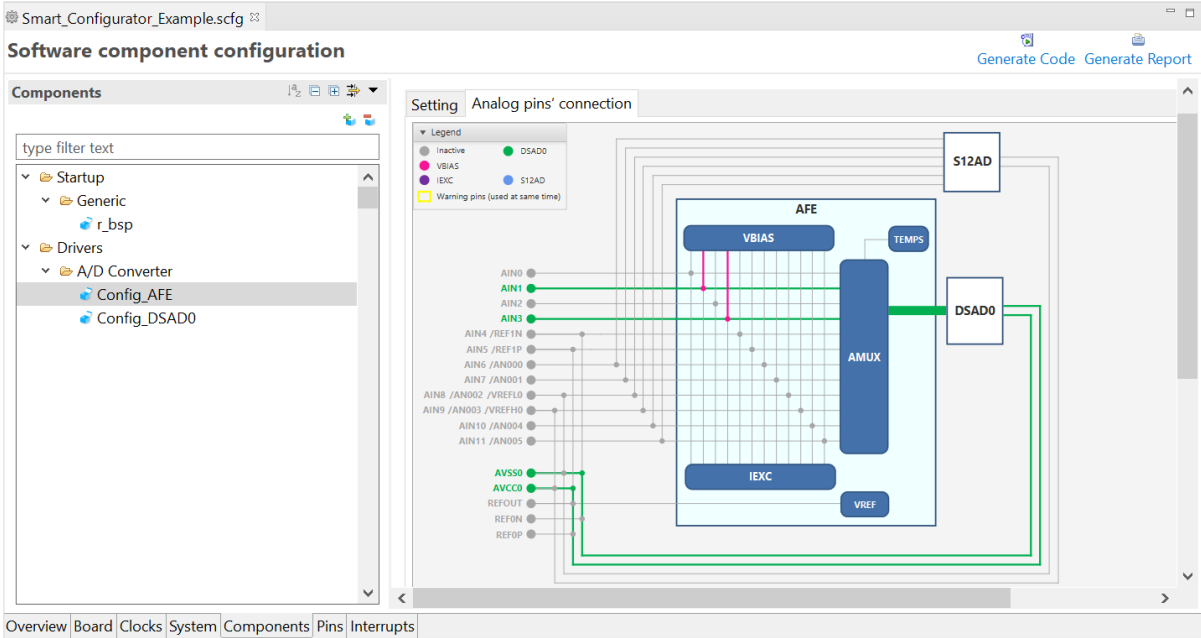 Smart_Configurator_Example.scfg
Software component configuration
Generate Code Generate Report
Components
type filter text
Startup
Generic
r_bsp
Drivers
A/D Converter
Config_AFE
Config_DSAD0
Setting Analog pins' connection
Legend
Inactive DSAD0
VBIAS
IEXC S12AD
Warning pins (used at same time)
S12AD
AFE
VBIAS
TEMPS
AIN0
AIN1
AIN2
AIN3
DSAD0
AIN4 /REF1N
AIN5 /REF1P
AMUX
AIN6 /AN000
AIN7 /AN001
AIN8 /AN002 /VREFL0
AIN9 /AN003 /VREFH0
AIN10 /AN004
AIN11 /AN005
AVSS0
IEXC
AVCC0
REFOUT
VREF
REF0N
REF0P
Overview Board Clocks System Components Pins Interrupts